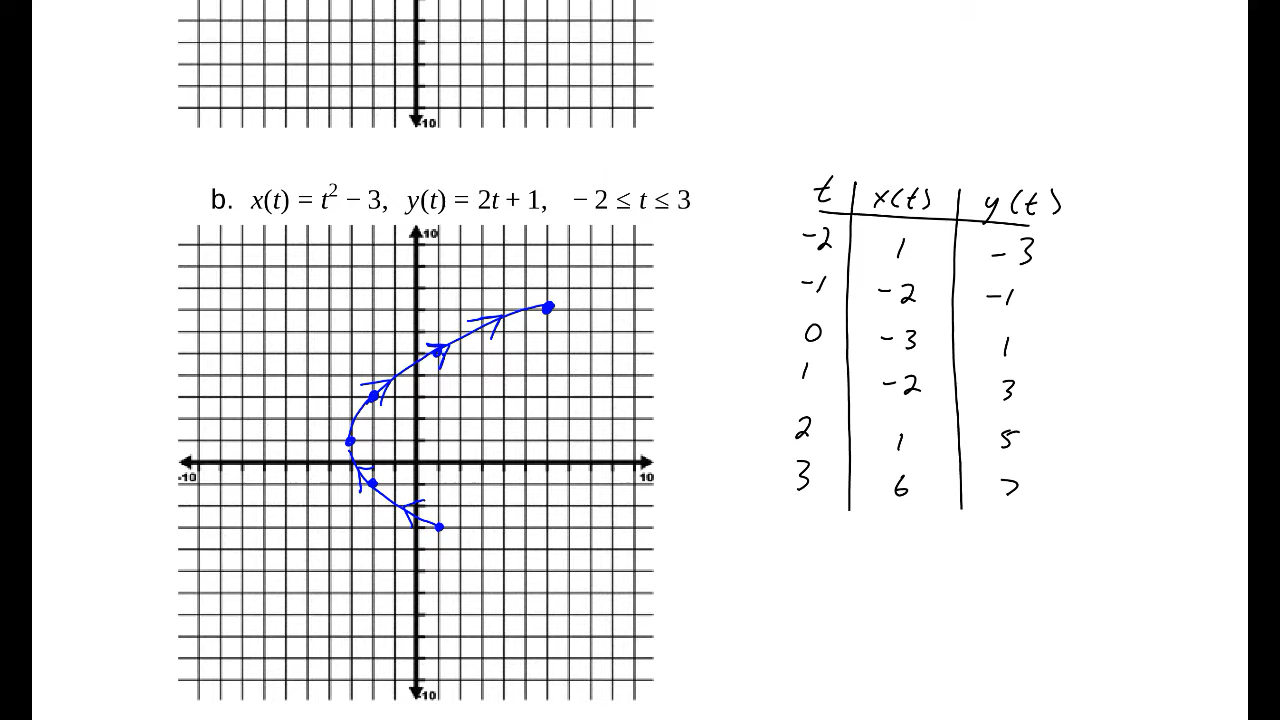 -10
b. x(t) = t² − 3, y(t) = 2t + 1, − 2 ≤ t ≤ 3
t x(t) y(t)
10
-2 1 -3
-1 -2 -1
0 -3 1
1 -2 3
2 1 5
-10 10
3 6 7
-10